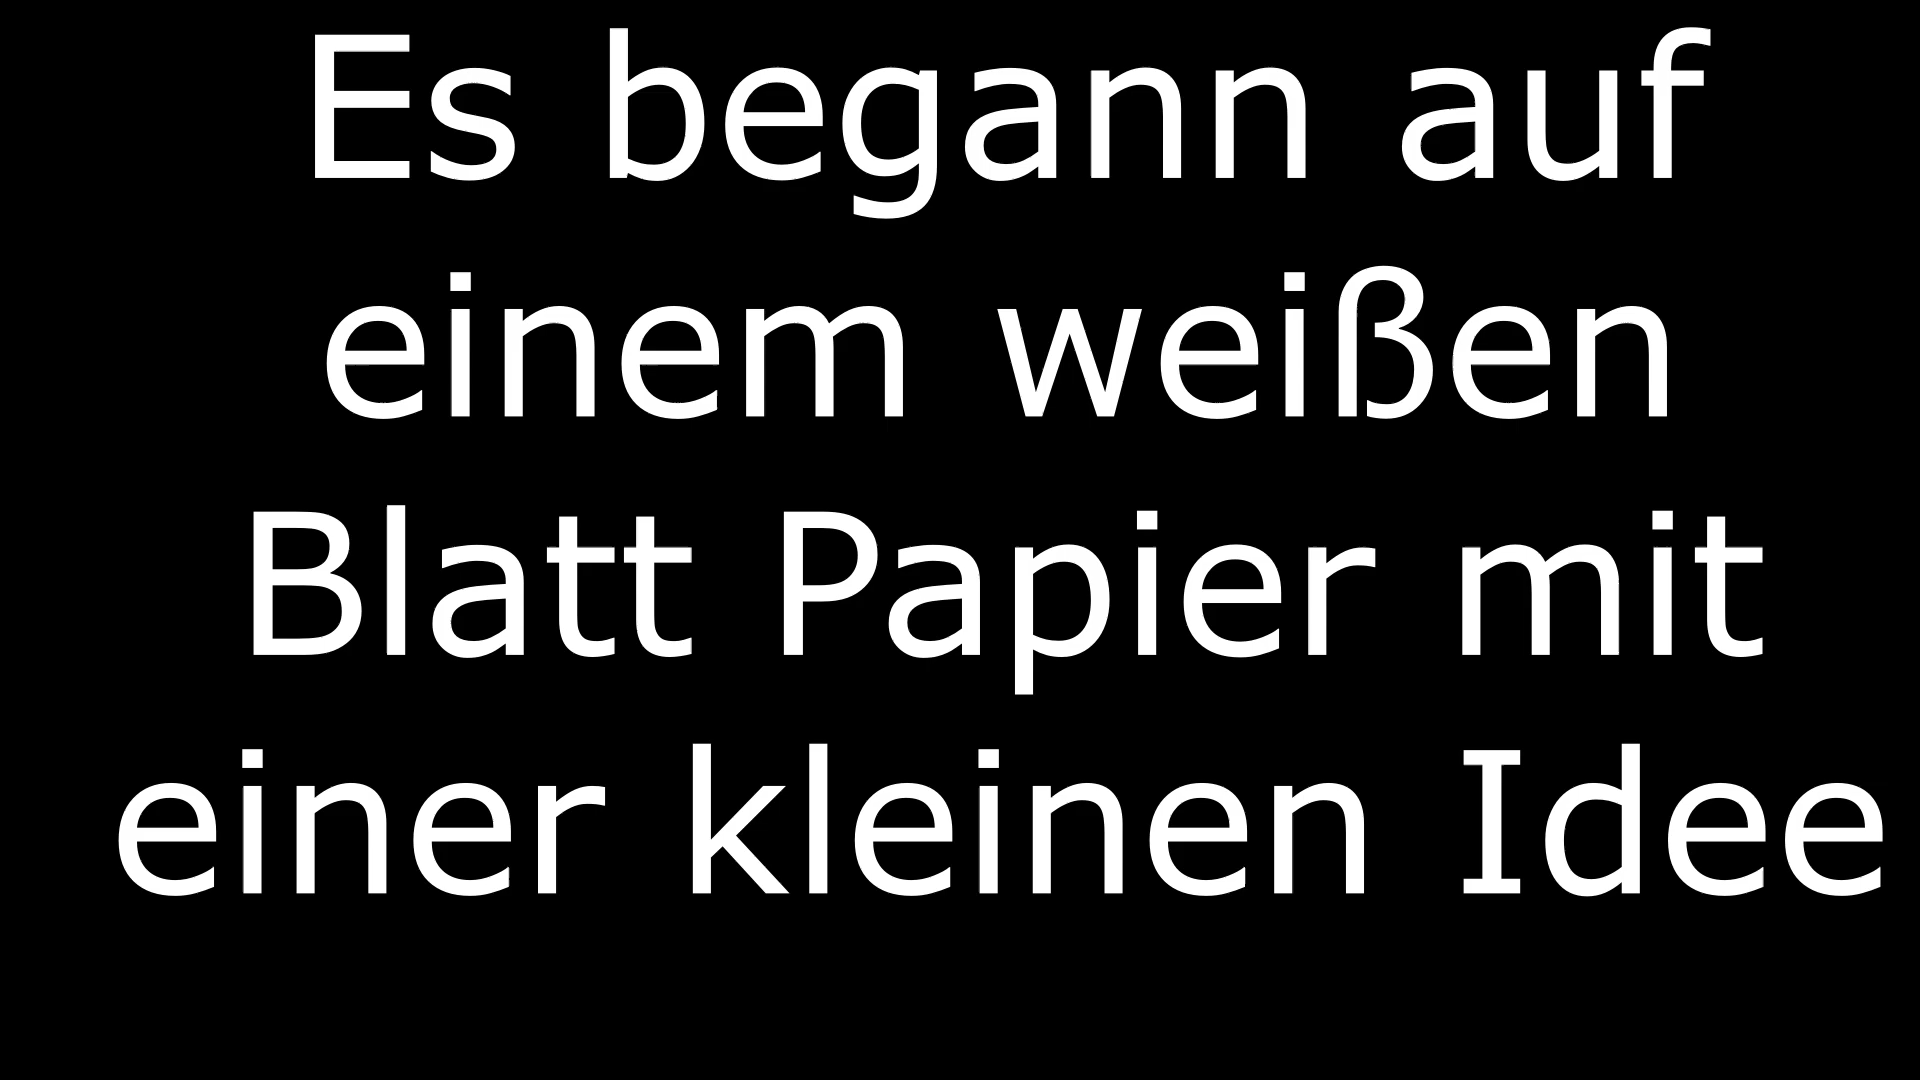 Es begann auf
einem weißen
Blatt Papier mit
einer kleinen Idee